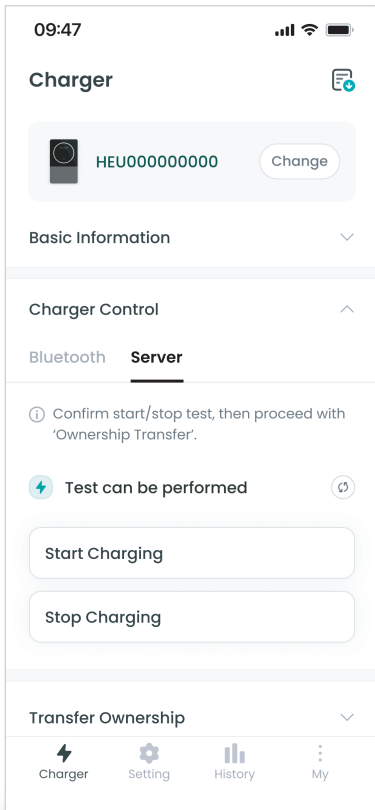 09:47
Charger
HEU000000000
Change
Basic Information
Charger Control
Bluetooth Server
Confirm start/stop test, then proceed with
‘Ownership Transfer’.
Test can be performed
Start Charging
Stop Charging
Transfer Ownership
Charger Setting History My